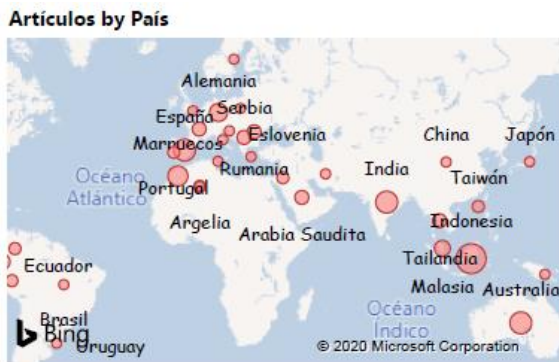 Artículos by País
Alemania
España
Serbia
Marruecos
Eslovenia
China
Japón
Océano
Atlántico
Portugal
Rumania
India
Taiwán
Argelia
Arabia Saudita
Indonesia
Ecuador
Tailandia
Malasia
Australia
Brasil
Océano
Índico
Bing
Uruguay
© 2020 Microsoft Corporation